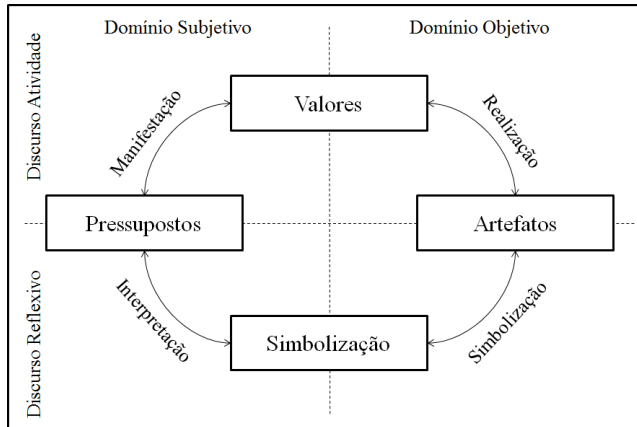 Domínio Subjetivo
Domínio Objetivo
Discurso Atividade
Manifestação
Valores
Realização
Pressupostos
Artefatos
Discurso Reflexivo
Interpretação
Simbolização
Simbolização